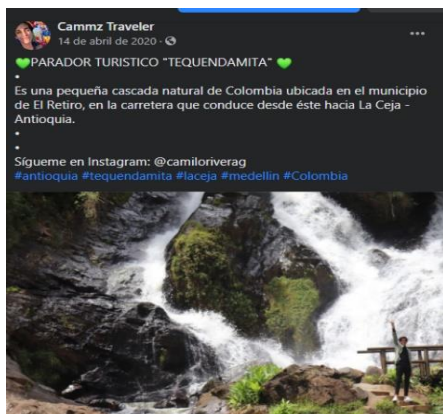 Cammz Traveler
14 de abril de 2020 ·
💚PARADOR TURISTICO "TEQUENDAMITA" 💚
•
Es una pequeña cascada natural de Colombia ubicada en el municipio
de El Retiro, en la carretera que conduce desde éste hacia La Ceja -
Antioquia.
•
•
Sígueme en Instagram: @camiloriverag
#antioquia #tequendamita #laceja #medellin #Colombia